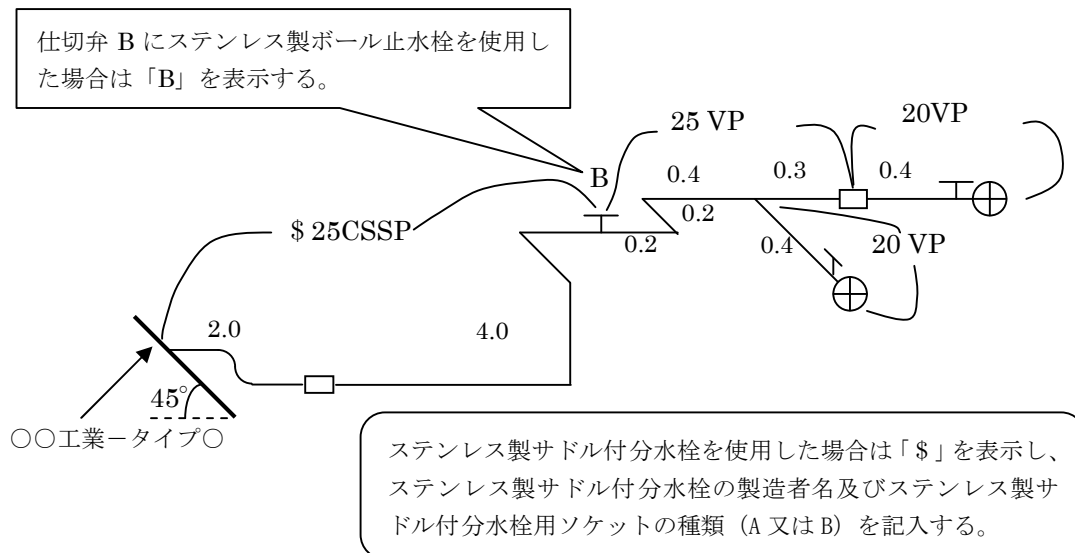 仕切弁 B にステンレス製ボール止水栓を使用し
た場合は「B」を表示する。
25 VP
20VP
B
0.4
0.3
0.4
＄25CSSP
0.2
0.2
0.4
20 VP
2.0
4.0
45°
○○工業－タイプ○
ステンレス製サドル付分水栓を使用した場合は「＄」を表示し、
ステンレス製サドル付分水栓の製造者名及びステンレス製サ
ドル付分水栓用ソケットの種類（A 又は B）を記入する。